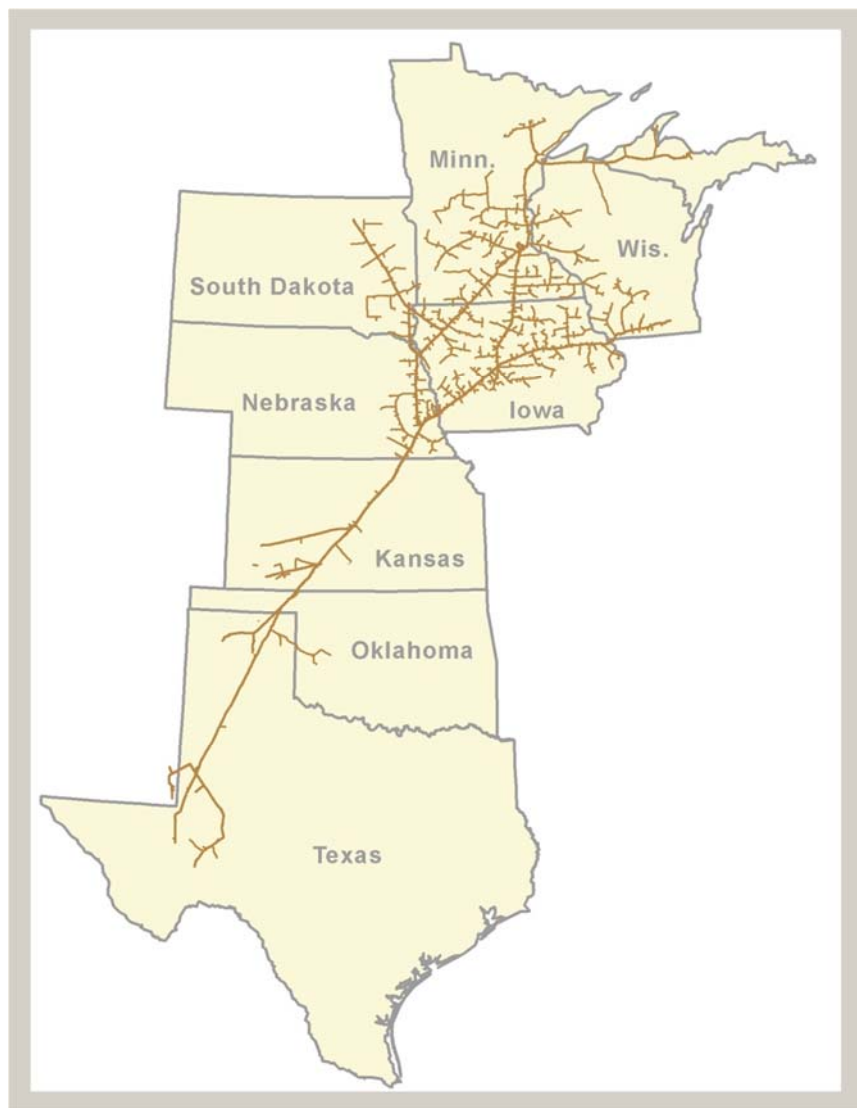 Minn.
Wis.
South Dakota
Nebraska
Iowa
Kansas
Oklahoma
Texas